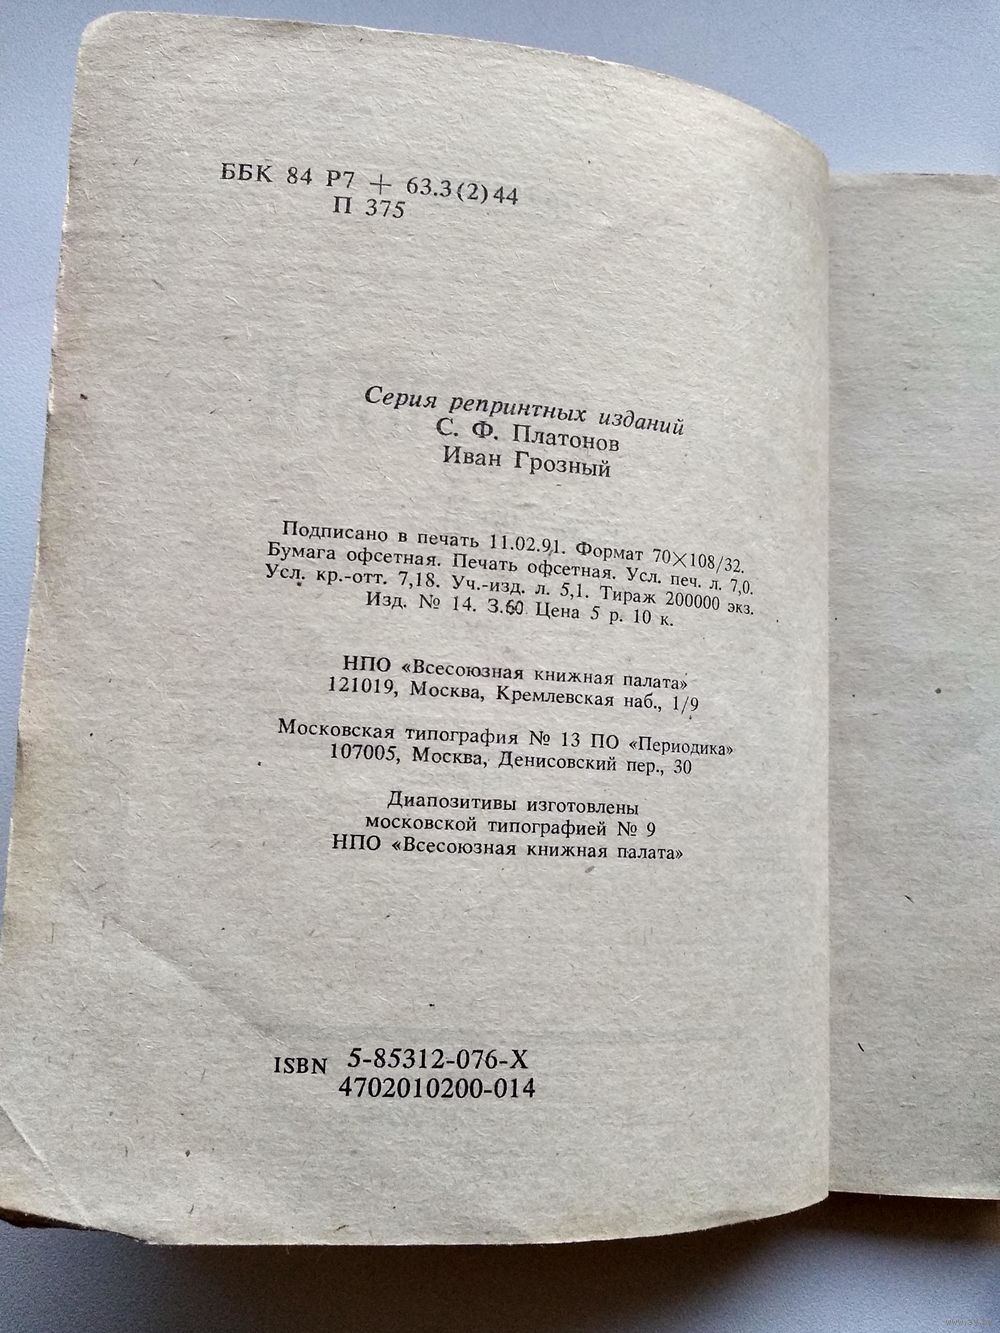 ББК 84 Р7 + 63.3(2)44
П 375
Серия репринтных изданий
С. Ф. Платонов
Иван Грозный
Подписано в печать 11.02.91. Формат 70×108/32.
Бумага офсетная. Печать офсетная. Усл. печ. л. 7,0.
Усл. кр.-отт. 7,18. Уч.-изд. л. 5,1. Тираж 200000 экз.
Изд. № 14. З.60 Цена 5 р. 10 к.
НПО «Всесоюзная книжная палата»
121019, Москва, Кремлевская наб., 1/9
Московская типография № 13 ПО «Периодика»
107005, Москва, Денисовский пер., 30
Диапозитивы изготовлены
московской типографией № 9
НПО «Всесоюзная книжная палата»
ISBN 5-85312-076-X
4702010200-014